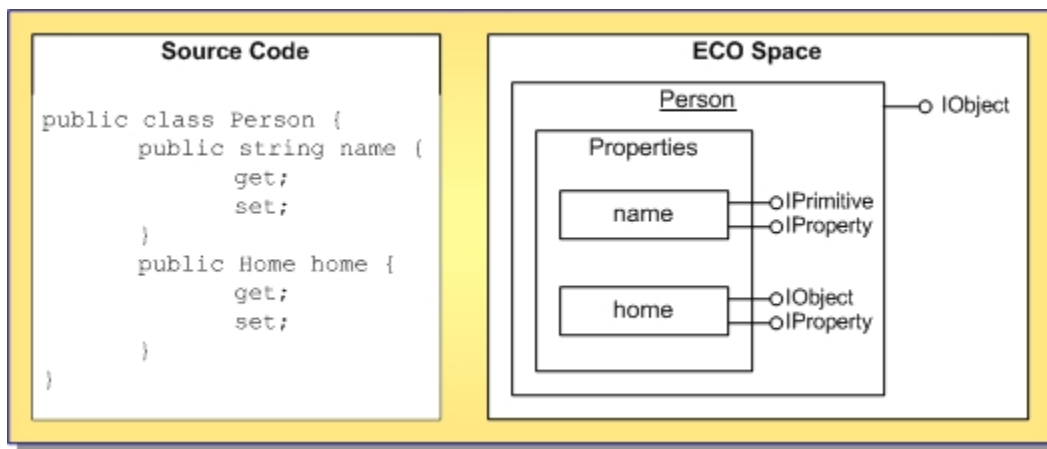 Source Code
public class Person {
public string name {
get;
set;
}
public Home home {
get;
set;
}
}
ECO Space
Person
IObject
Properties
name
IPrimitive
IProperty
home
IObject
IProperty